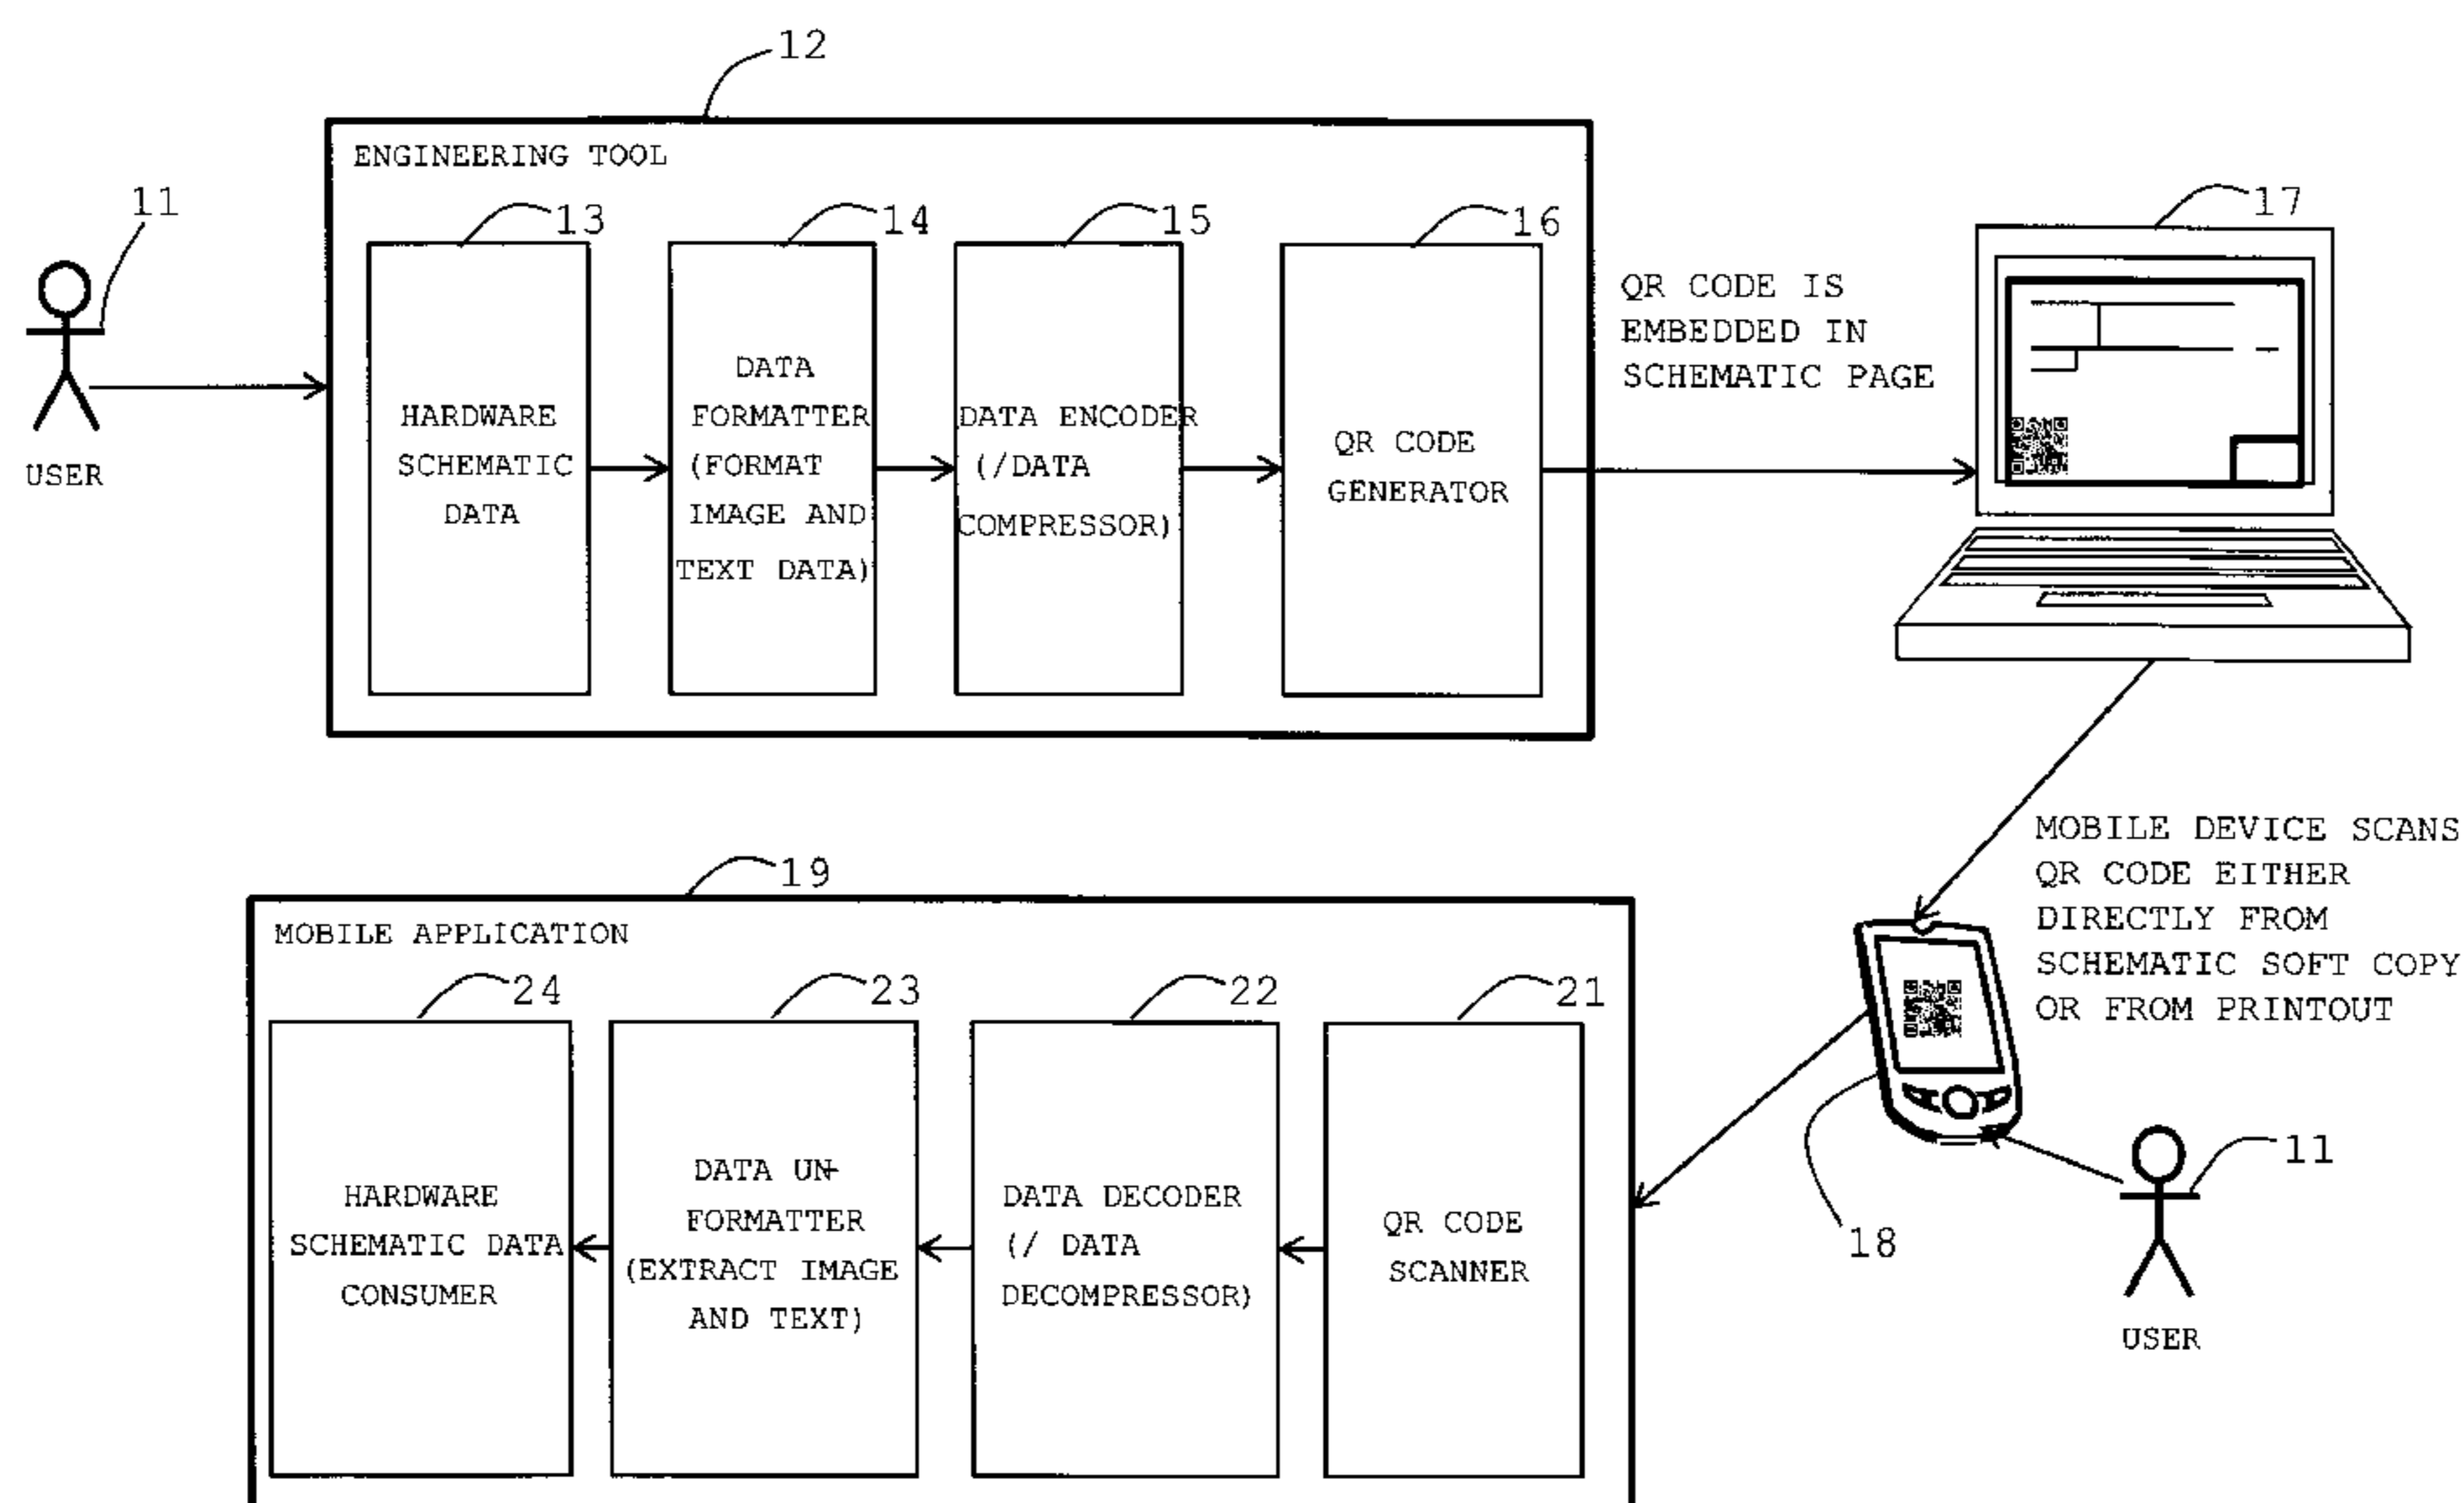 12
ENGINEERING TOOL
11
USER
13
HARDWARE
SCHEMATIC
DATA
14
DATA
FORMATTER
(FORMAT
IMAGE AND
TEXT DATA)
15
DATA ENCODER
(/DATA
COMPRESSOR)
16
QR CODE
GENERATOR
QR CODE IS
EMBEDDED IN
SCHEMATIC PAGE
17
MOBILE DEVICE SCANS
QR CODE EITHER
DIRECTLY FROM
SCHEMATIC SOFT COPY
OR FROM PRINTOUT
18
11
USER
19
MOBILE APPLICATION
24
HARDWARE
SCHEMATIC DATA
CONSUMER
23
DATA UN-
FORMATTER
(EXTRACT IMAGE
AND TEXT)
22
DATA DECODER
(/ DATA
DECOMPRESSOR)
21
QR CODE
SCANNER